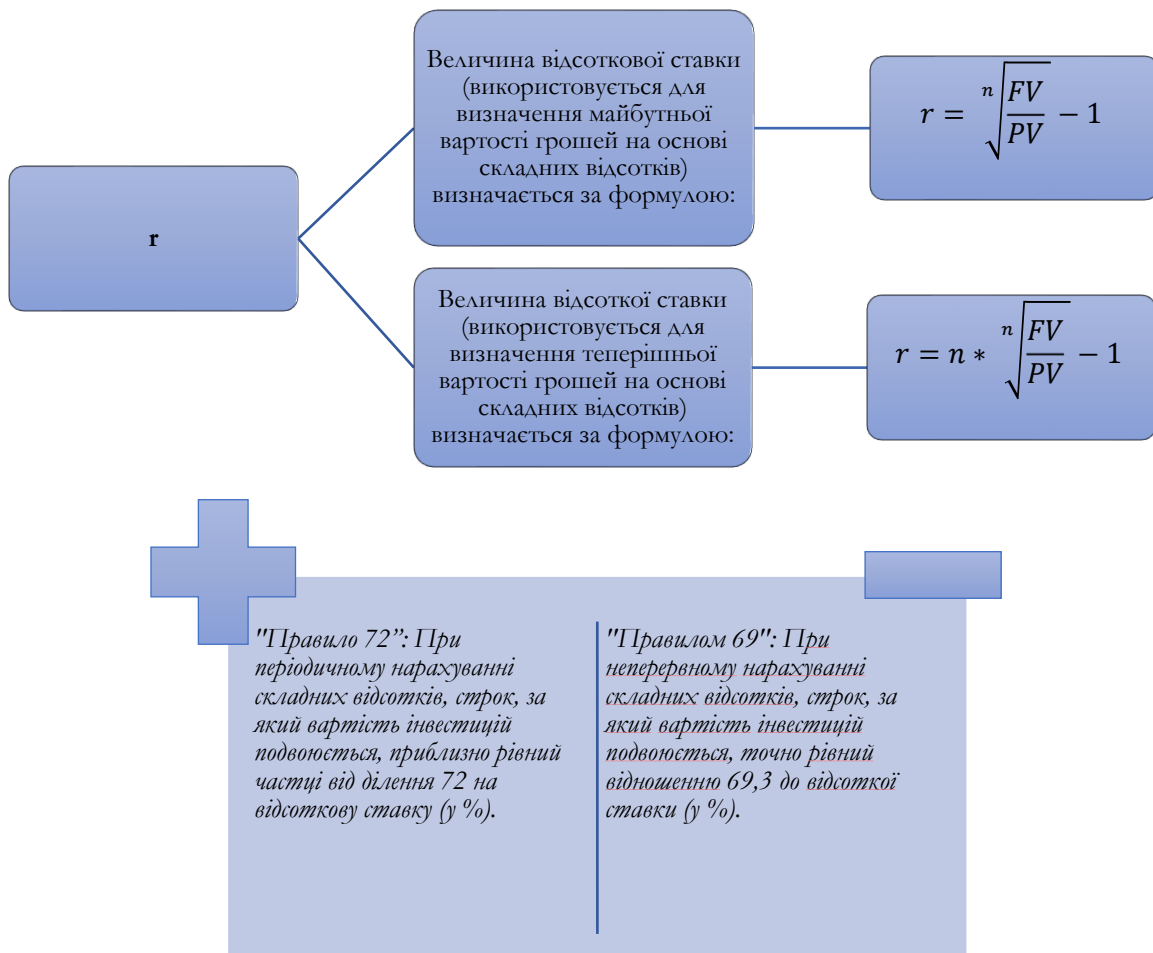 r
Величина відсоткової ставки
(використовується для
визначення майбутньої
вартості грошей на основі
складних відсотків)
визначається за формулою:
r = ⁿ√(FV/PV) − 1
Величина відсоткої ставки
(використовується для
визначення теперішньої
вартості грошей на основі
складних відсотків)
визначається за формулою:
r = n * ⁿ√(FV/PV) − 1
"Правило 72”: При
періодичному нарахуванні
складних відсотків, строк, за
який вартість інвестицій
подвоюється, приблизно рівний
частці від ділення 72 на
відсоткову ставку (у %).
"Правилом 69": При
неперервному нарахуванні
складних відсотків, строк, за
який вартість інвестицій
подвоюється, точно рівний
відношенню 69,3 до відсоткої
ставки (у %).